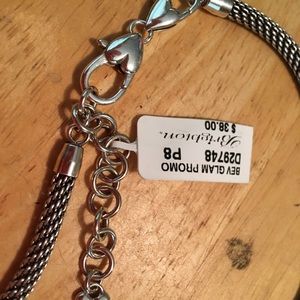 BEV GLAM PROMO
D29748 P8
Brighton
$ 38.00